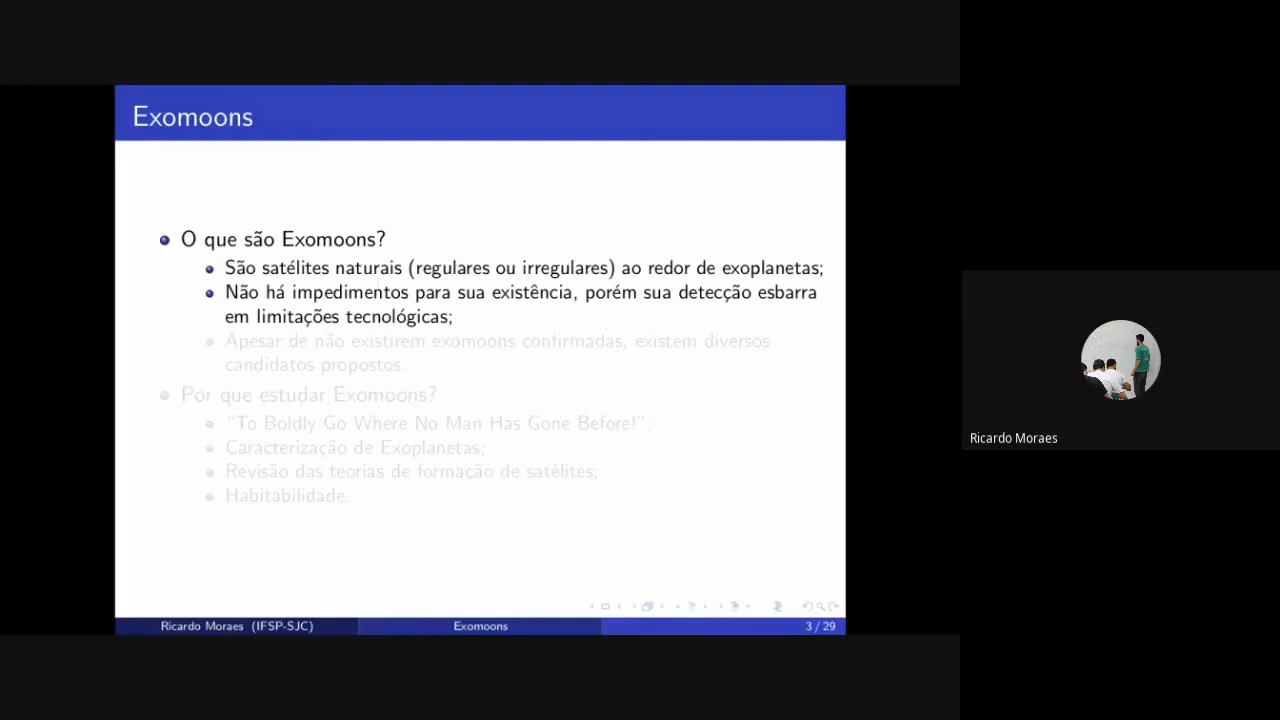 Exomoons
O que são Exomoons?
São satélites naturais (regulares ou irregulares) ao redor de exoplanetas;
Não há impedimentos para sua existência, porém sua detecção esbarra
em limitações tecnológicas;
Apesar de não existirem exomoons confirmadas, existem diversos
candidatos propostos.
Por que estudar Exomoons?
“To Boldly Go Where No Man Has Gone Before!”;
Caracterização de Exoplanetas;
Revisão das teorias de formação de satélites;
Habitabilidade.
Ricardo Moraes (IFSP-SJC)
Exomoons
3 / 29
Ricardo Moraes